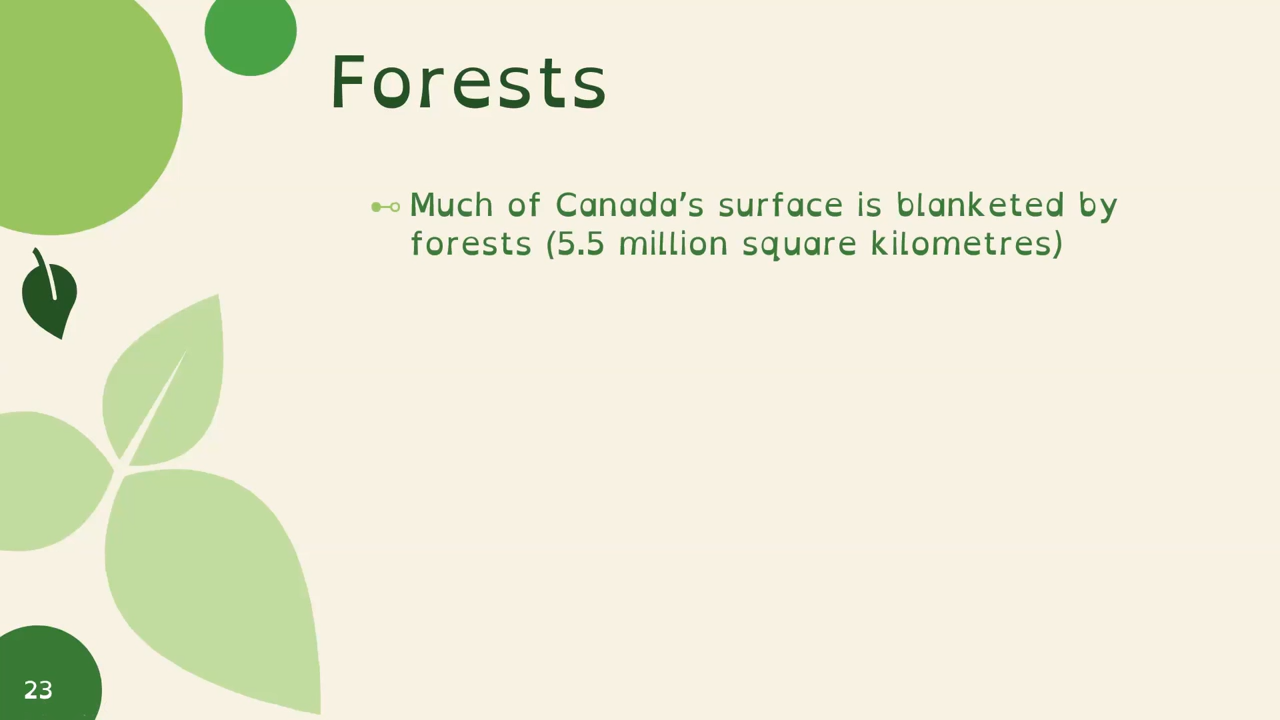 Forests
Much of Canada’s surface is blanketed by
forests (5.5 million square kilometres)
23